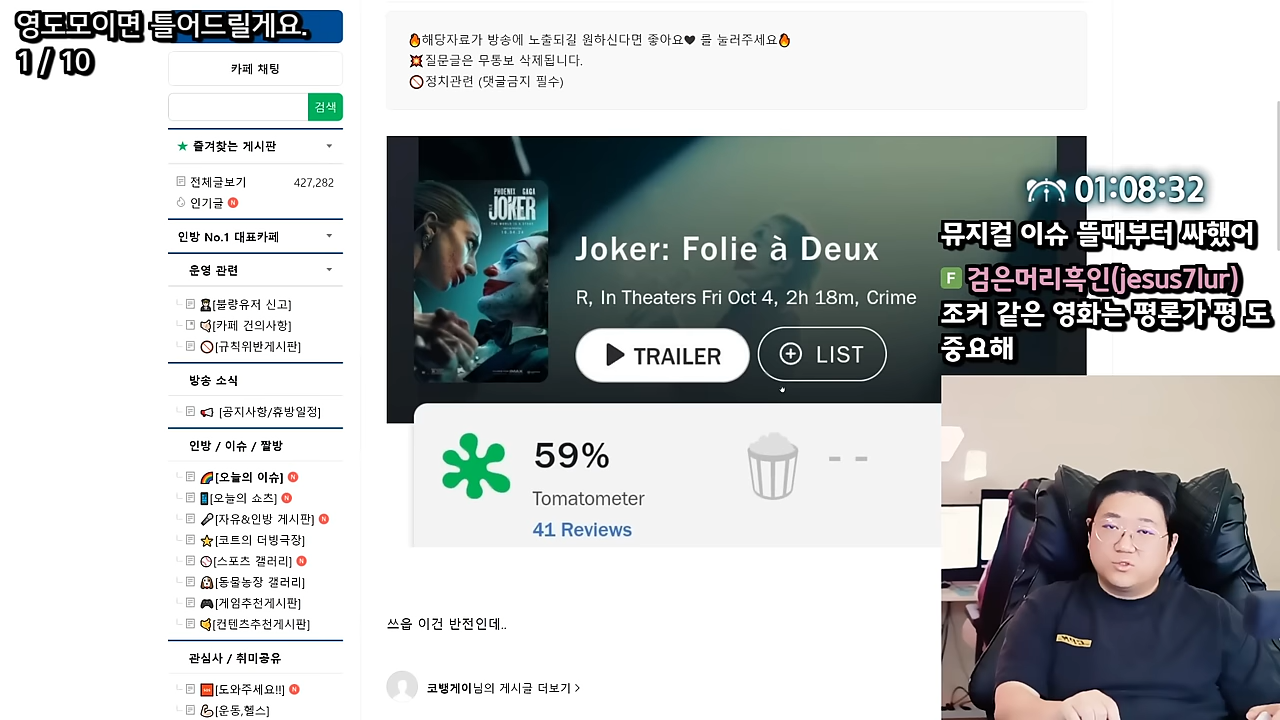 영도모이면 틀어드릴게요.
1 / 10
카페 채팅
검색
즐겨찾는 게시판
전체글보기 427,282
인기글 N
인방 No.1 대표카페
운영 관련
[불량유저 신고]
[카페 건의사항]
[규칙위반게시판]
방송 소식
[공지사항/휴방일정]
인방 / 이슈 / 짤방
[오늘의 이슈] N
[오늘의 쇼츠] N
[자유&인방 게시판] N
[코트의 더빙극장]
[스포츠 갤러리] N
[동물농장 갤러리]
[게임추천게시판]
[컨텐츠추천게시판]
관심사 / 취미공유
[도와주세요!!] N
[운동,헬스]
🔥해당자료가 방송에 노출되길 원하신다면 좋아요🖤 를 눌러주세요🔥
💥질문글은 무통보 삭제됩니다.
🚫정치관련 (댓글금지 필수)
PHOENIX GAGA
JOKER
Joker: Folie à Deux
R, In Theaters Fri Oct 4, 2h 18m, Crime
TRAILER
LIST
59%
Tomatometer
41 Reviews
- -
쓰읍 이건 반전인데..
코뱅게이님의 게시글 더보기 >
01:08:32
뮤지컬 이슈 뜰때부터 싸했어
F 검은머리흑인(jesus7lur)
조커 같은 영화는 평론가 평 도
중요해